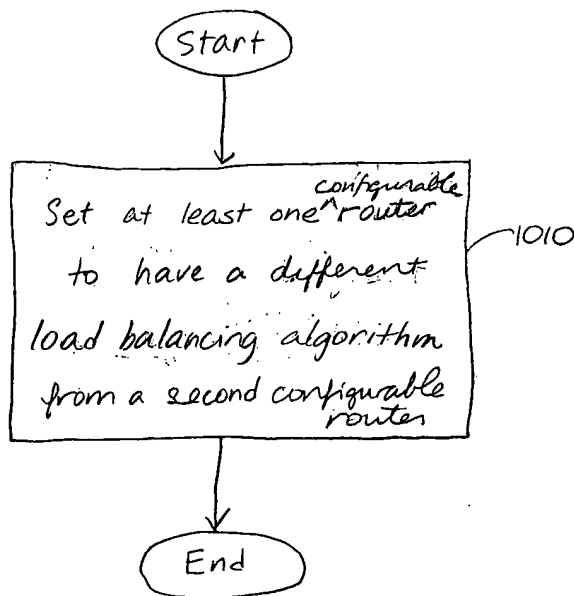 Start
Set at least one ^configurable router
to have a different
load balancing algorithm
from a second configurable
router
1010
End